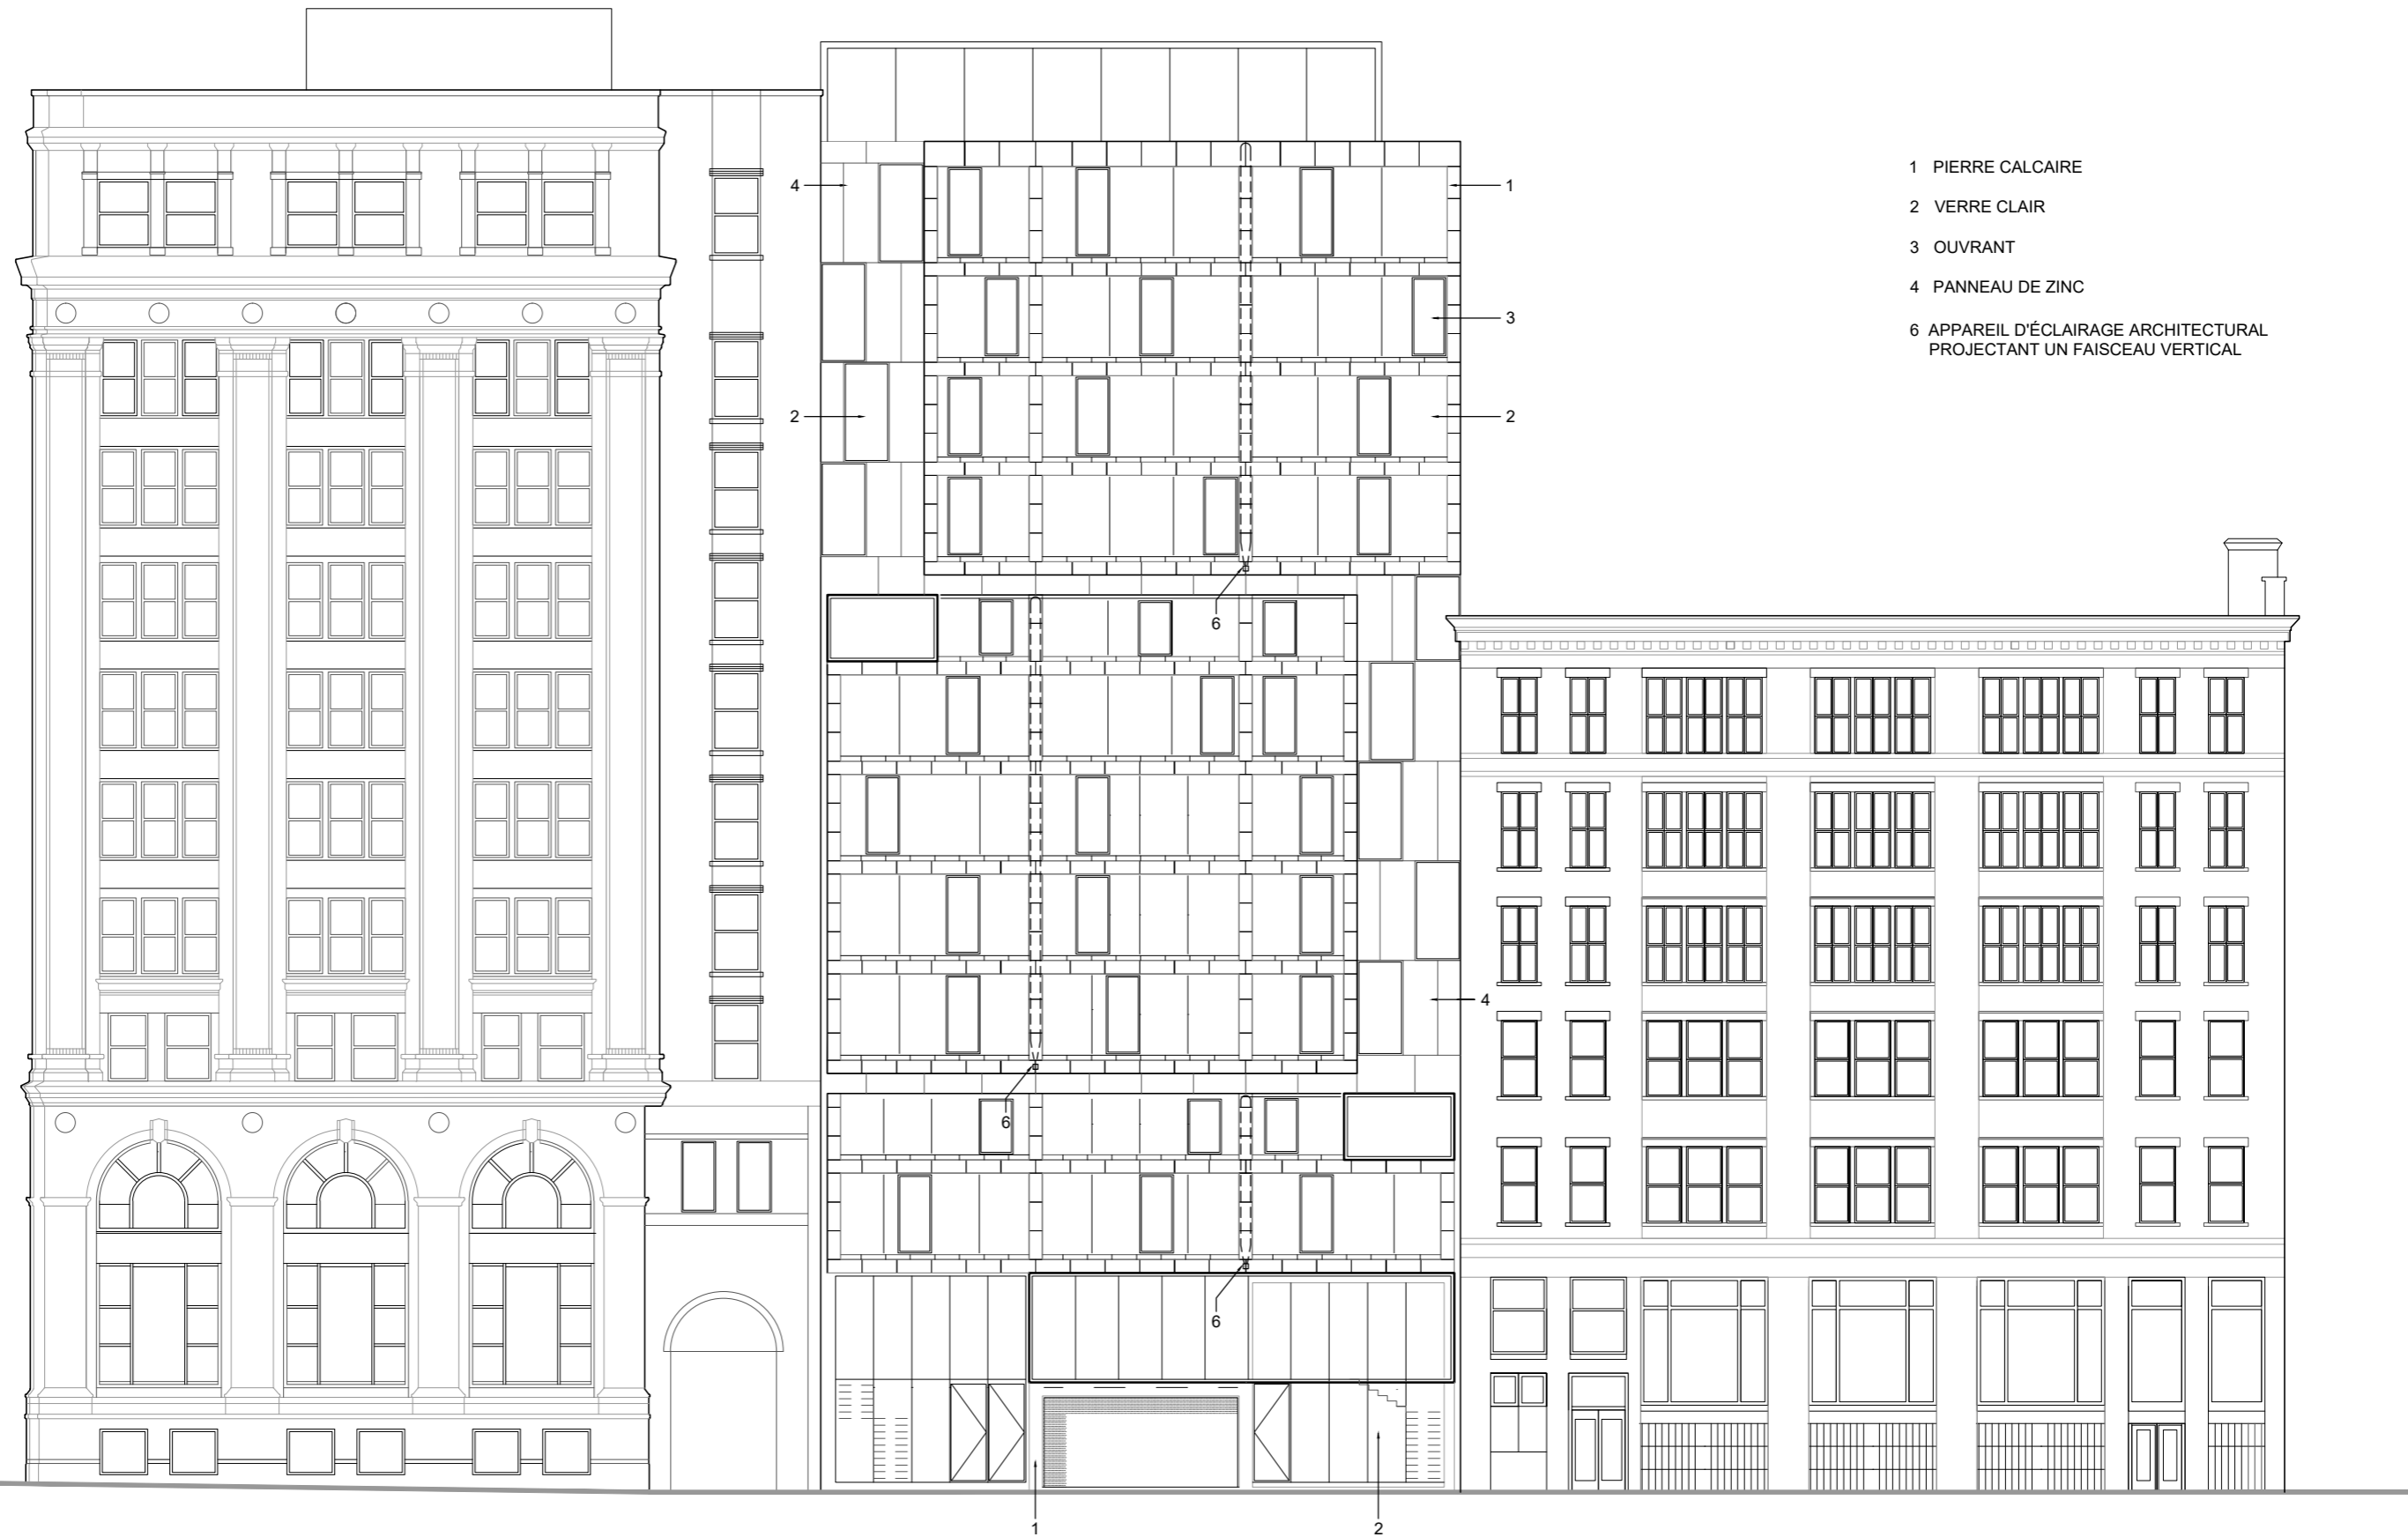 1 PIERRE CALCAIRE
2 VERRE CLAIR
3 OUVRANT
4 PANNEAU DE ZINC
6 APPAREIL D'ÉCLAIRAGE ARCHITECTURAL
PROJECTANT UN FAISCEAU VERTICAL
4
1
3
2
2
6
4
6
6
1
2